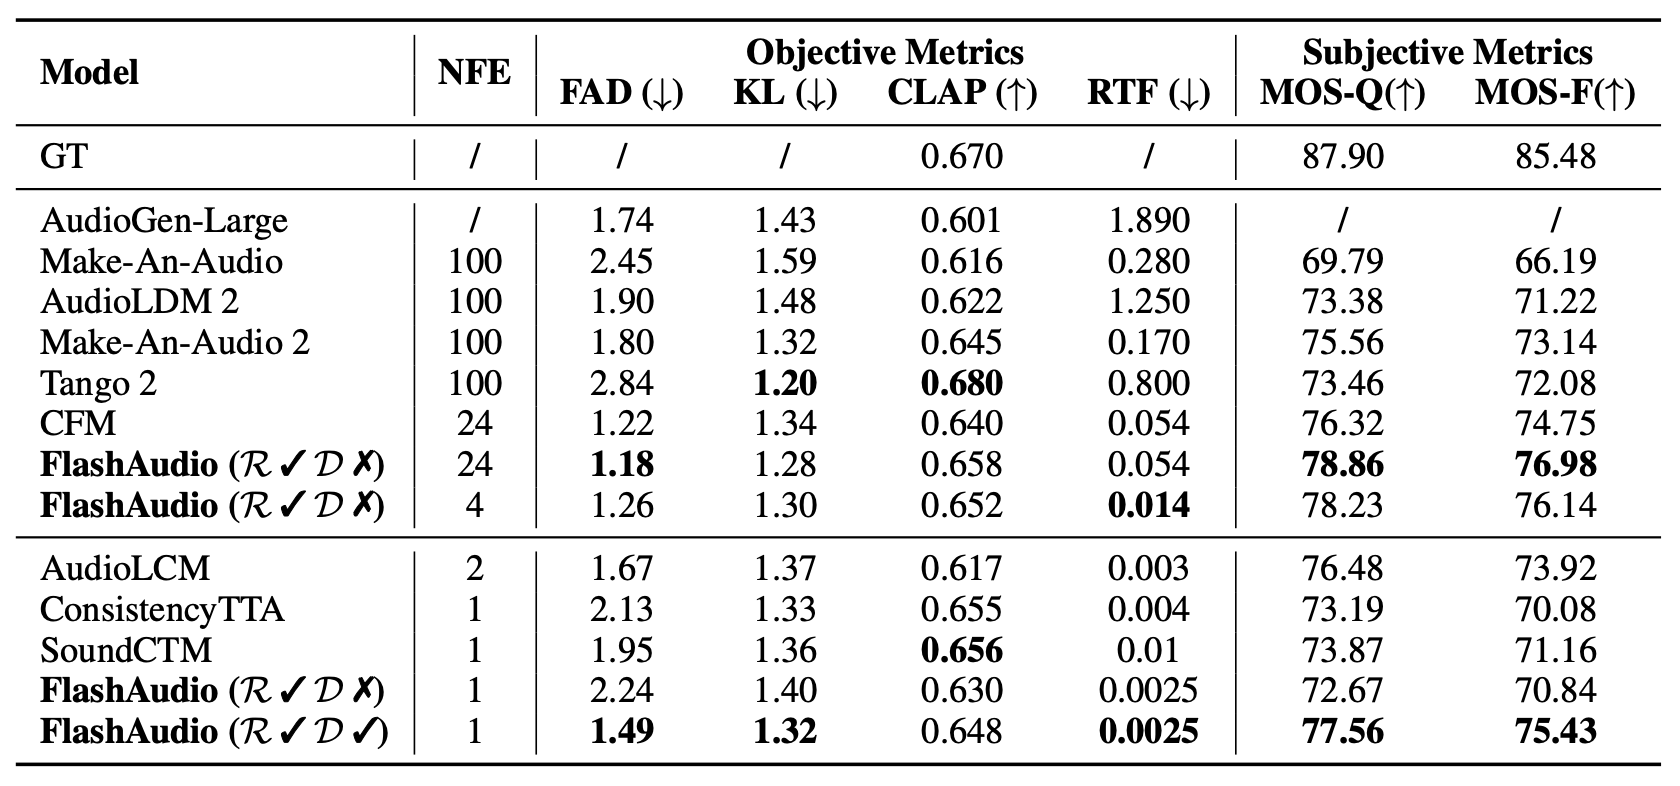 Model NFE Objective Metrics Subjective Metrics
FAD (↓) KL (↓) CLAP (↑) RTF (↓) MOS-Q(↑) MOS-F(↑)
GT / / / 0.670 / 87.90 85.48
AudioGen-Large / 1.74 1.43 0.601 1.890 / /
Make-An-Audio 100 2.45 1.59 0.616 0.280 69.79 66.19
AudioLDM 2 100 1.90 1.48 0.622 1.250 73.38 71.22
Make-An-Audio 2 100 1.80 1.32 0.645 0.170 75.56 73.14
Tango 2 100 2.84 1.20 0.680 0.800 73.46 72.08
CFM 24 1.22 1.34 0.640 0.054 76.32 74.75
FlashAudio (ℛ ✓ 𝒟 ✗) 24 1.18 1.28 0.658 0.054 78.86 76.98
FlashAudio (ℛ ✓ 𝒟 ✗) 4 1.26 1.30 0.652 0.014 78.23 76.14
AudioLCM 2 1.67 1.37 0.617 0.003 76.48 73.92
ConsistencyTTA 1 2.13 1.33 0.655 0.004 73.19 70.08
SoundCTM 1 1.95 1.36 0.656 0.01 73.87 71.16
FlashAudio (ℛ ✓ 𝒟 ✗) 1 2.24 1.40 0.630 0.0025 72.67 70.84
FlashAudio (ℛ ✓ 𝒟 ✓) 1 1.49 1.32 0.648 0.0025 77.56 75.43